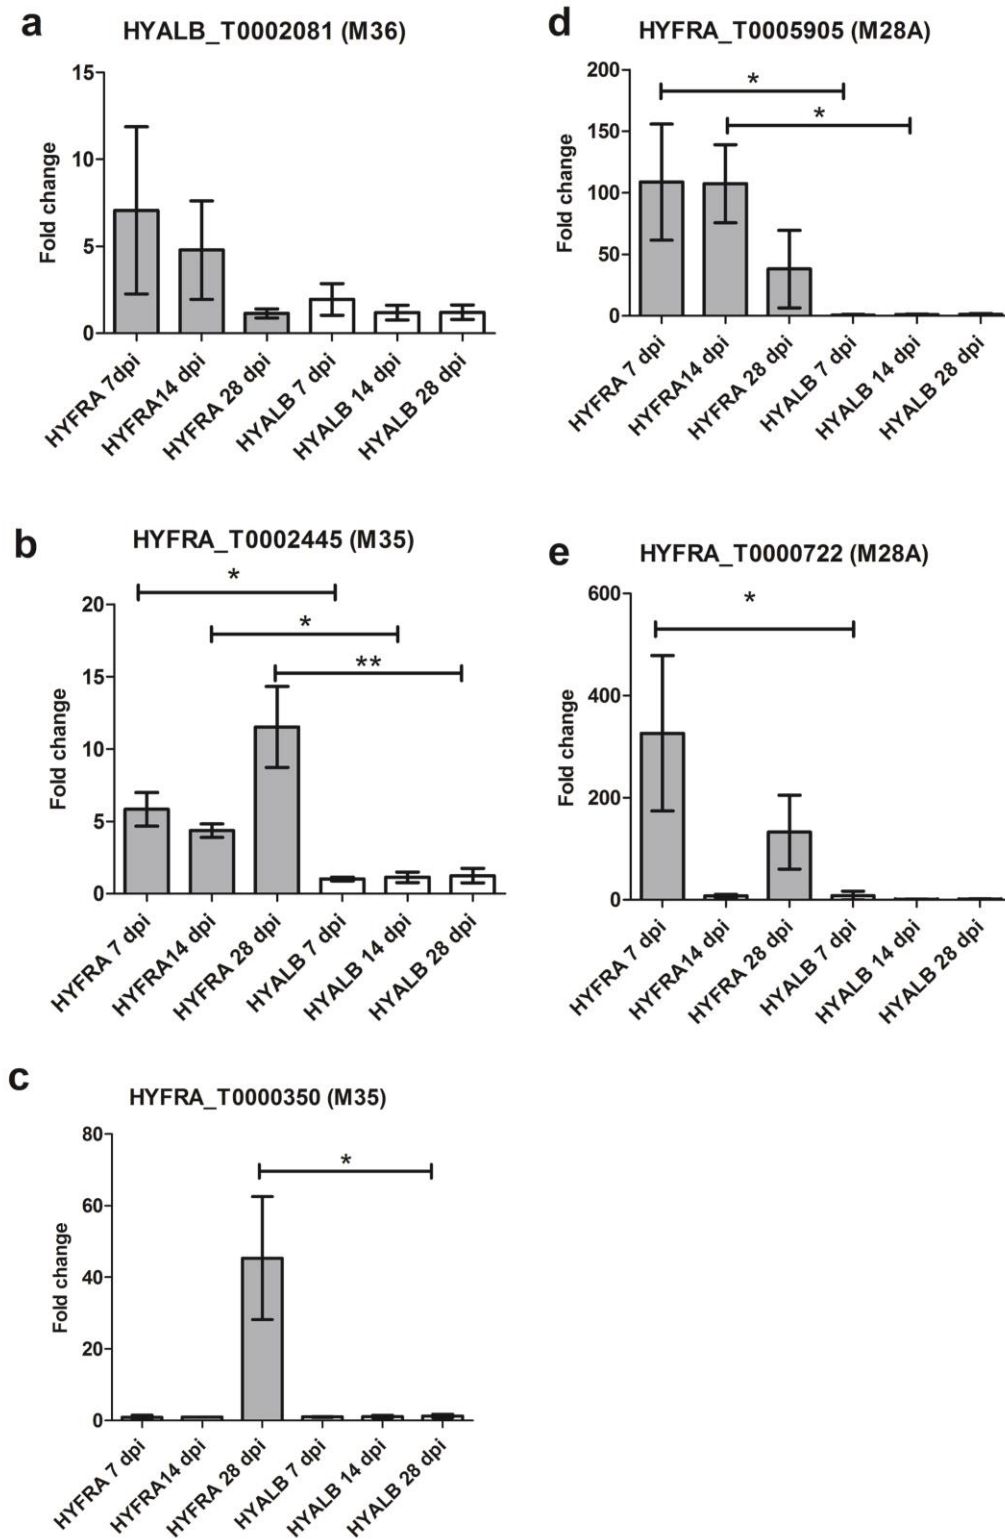 a
HYALB_T0002081 (M36)
Fold change
15
10
5
0
HYFRA 7dpi
HYFRA14 dpi
HYFRA 28 dpi
HYALB 7 dpi
HYALB 14 dpi
HYALB 28 dpi
b
HYFRA_T0002445 (M35)
*
*
**
Fold change
20
15
10
5
0
HYFRA 7 dpi
HYFRA14 dpi
HYFRA 28 dpi
HYALB 7 dpi
HYALB 14 dpi
HYALB 28 dpi
c
HYFRA_T0000350 (M35)
*
Fold change
80
60
40
20
0
HYFRA 7 dpi
HYFRA14 dpi
HYFRA 28 dpi
HYALB 7 dpi
HYALB 14 dpi
HYALB 28 dpi
d
HYFRA_T0005905 (M28A)
*
*
Fold change
200
150
100
50
0
HYFRA 7 dpi
HYFRA14 dpi
HYFRA 28 dpi
HYALB 7 dpi
HYALB 14 dpi
HYALB 28 dpi
e
HYFRA_T0000722 (M28A)
*
Fold change
600
400
200
0
HYFRA 7 dpi
HYFRA14 dpi
HYFRA 28 dpi
HYALB 7 dpi
HYALB 14 dpi
HYALB 28 dpi